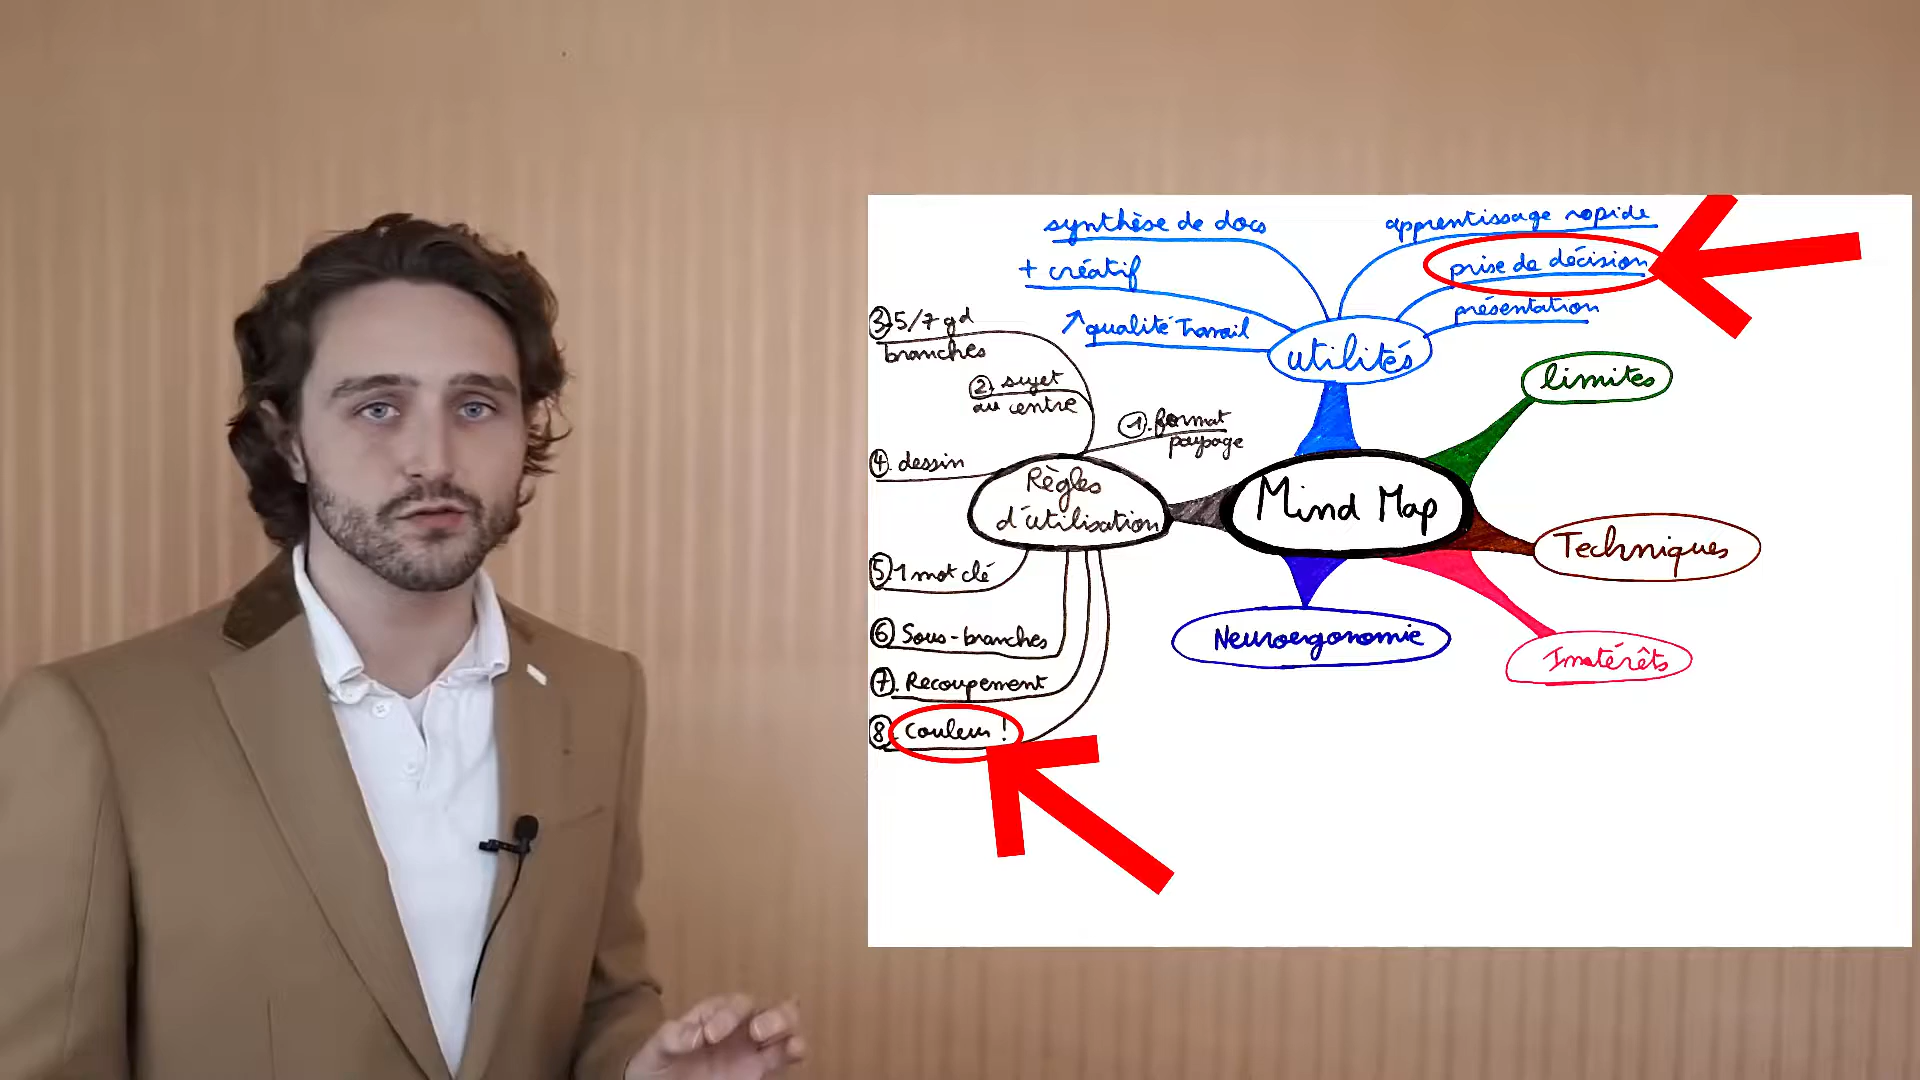 synthèse de docs
+ créatif
↗ qualité Travail
apprentissage rapide
prise de décision
présentation
utilités
limites
③ 5/7 gd
branches
② sujet
au centre
① format
paysage
④ dessin
Règles
d'utilisation
Mind Map
Techniques
⑤ 1 mot clé
⑥ Sous-branches
⑦. Recoupement
⑧. Couleur !
Neuroergonomie